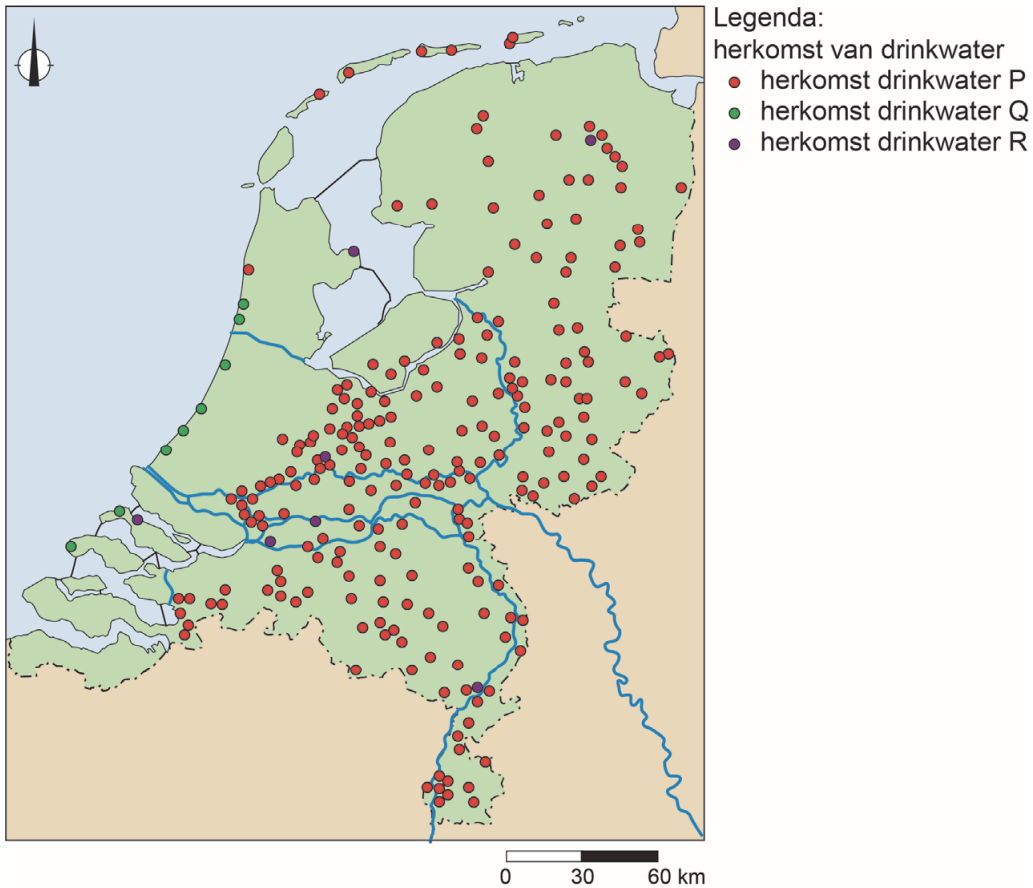 Legenda:
herkomst van drinkwater
herkomst drinkwater P
herkomst drinkwater Q
herkomst drinkwater R
0 30 60 km